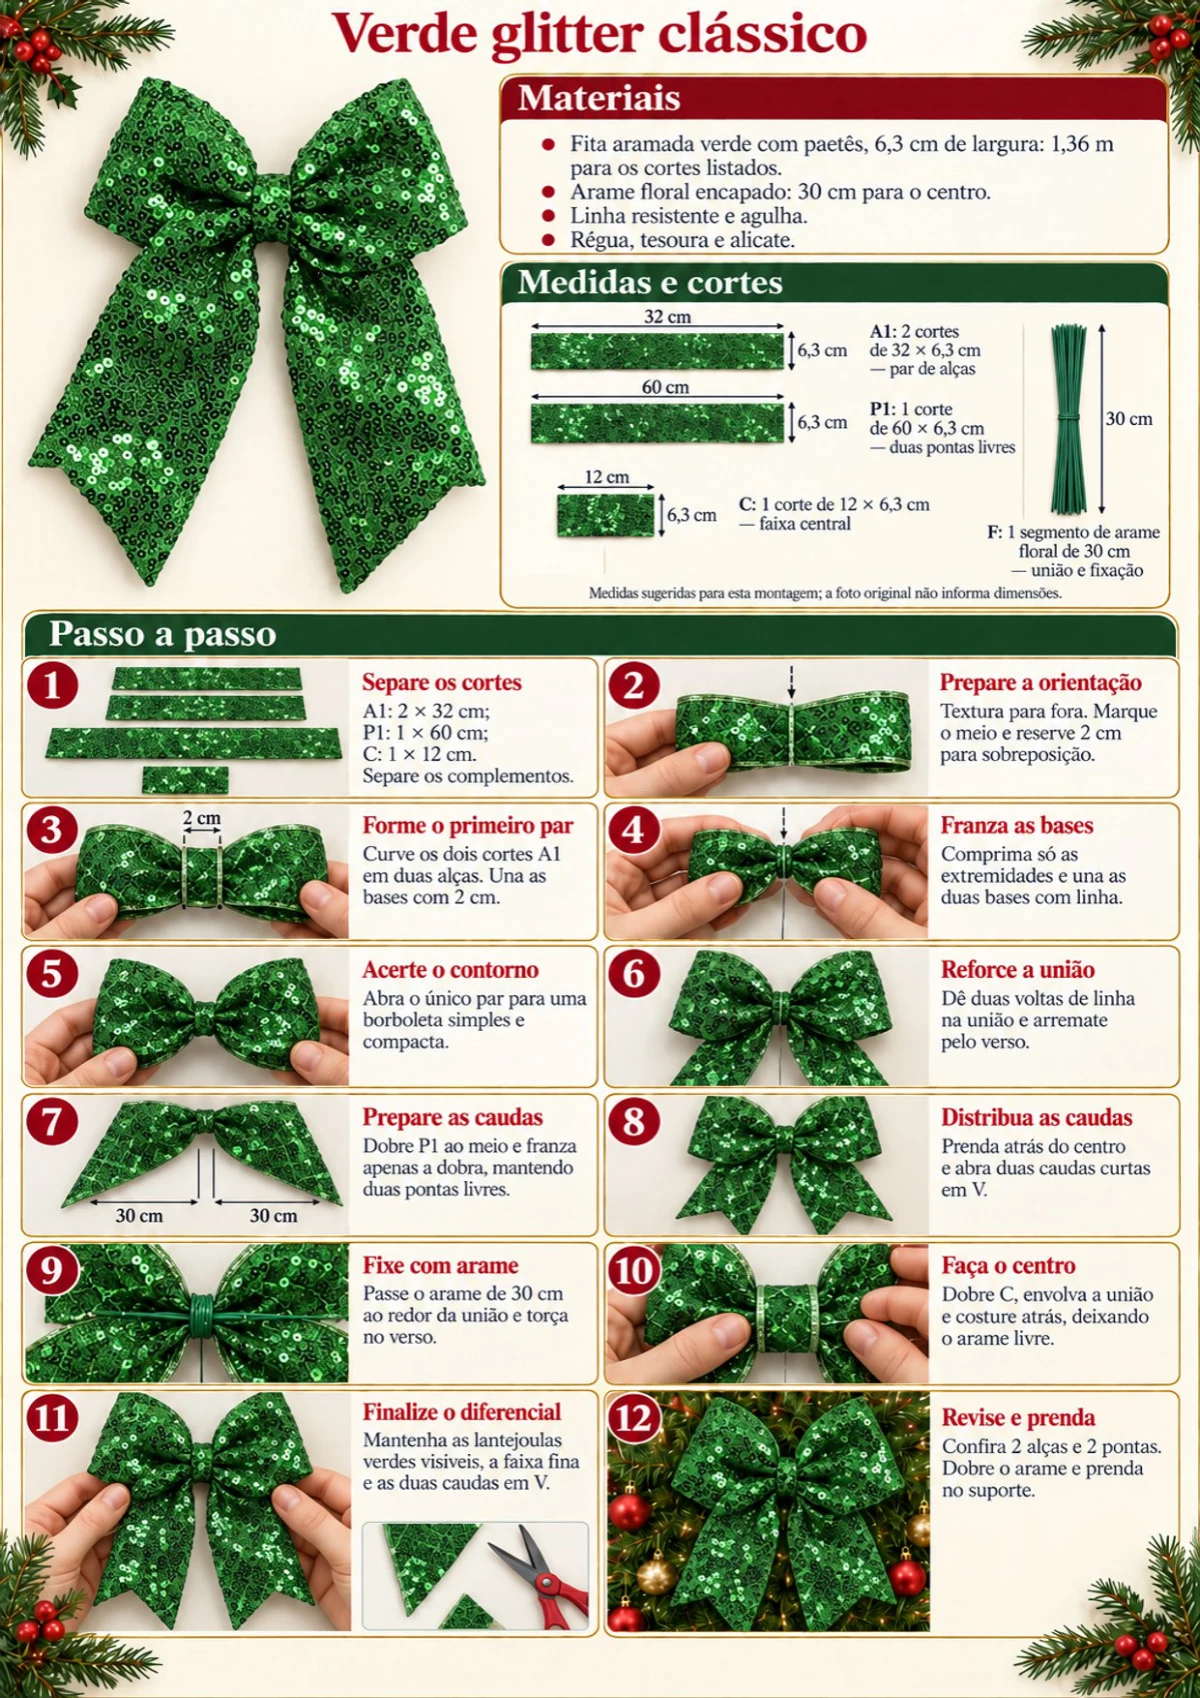 Verde glitter clássico
Materiais
● Fita aramada verde com paetês, 6,3 cm de largura: 1,36 m
para os cortes listados.
● Arame floral encapado: 30 cm para o centro.
● Linha resistente e agulha.
● Régua, tesoura e alicate.
Medidas e cortes
32 cm
6,3 cm
A1: 2 cortes
de 32 × 6,3 cm
— par de alças
60 cm
6,3 cm
P1: 1 corte
de 60 × 6,3 cm
— duas pontas livres
12 cm
6,3 cm
C: 1 corte de 12 × 6,3 cm
— faixa central
30 cm
F: 1 segmento de arame
floral de 30 cm
— união e fixação
Medidas sugeridas para esta montagem; a foto original não informa dimensões.
Passo a passo
1
Separe os cortes
A1: 2 × 32 cm;
P1: 1 × 60 cm;
C: 1 × 12 cm.
Separe os complementos.
2
Prepare a orientação
Textura para fora. Marque
o meio e reserve 2 cm
para sobreposição.
3
2 cm
Forme o primeiro par
Curve os dois cortes A1
em duas alças. Una as
bases com 2 cm.
4
Franza as bases
Comprima só as
extremidades e una as
duas bases com linha.
5
Acerte o contorno
Abra o único par para uma
borboleta simples e
compacta.
6
Reforce a união
Dê duas voltas de linha
na união e arremate
pelo verso.
7
30 cm
30 cm
Prepare as caudas
Dobre P1 ao meio e franza
apenas a dobra, mantendo
duas pontas livres.
8
Distribua as caudas
Prenda atrás do centro
e abra duas caudas curtas
em V.
9
Fixe com arame
Passe o arame de 30 cm
ao redor da união e torça
no verso.
10
Faça o centro
Dobre C, envolva a união
e costure atrás, deixando
o arame livre.
11
Finalize o diferencial
Mantenha as lantejoulas
verdes visíveis, a faixa fina
e as duas caudas em V.
12
Revise e prenda
Confira 2 alças e 2 pontas.
Dobre o arame e prenda
no suporte.